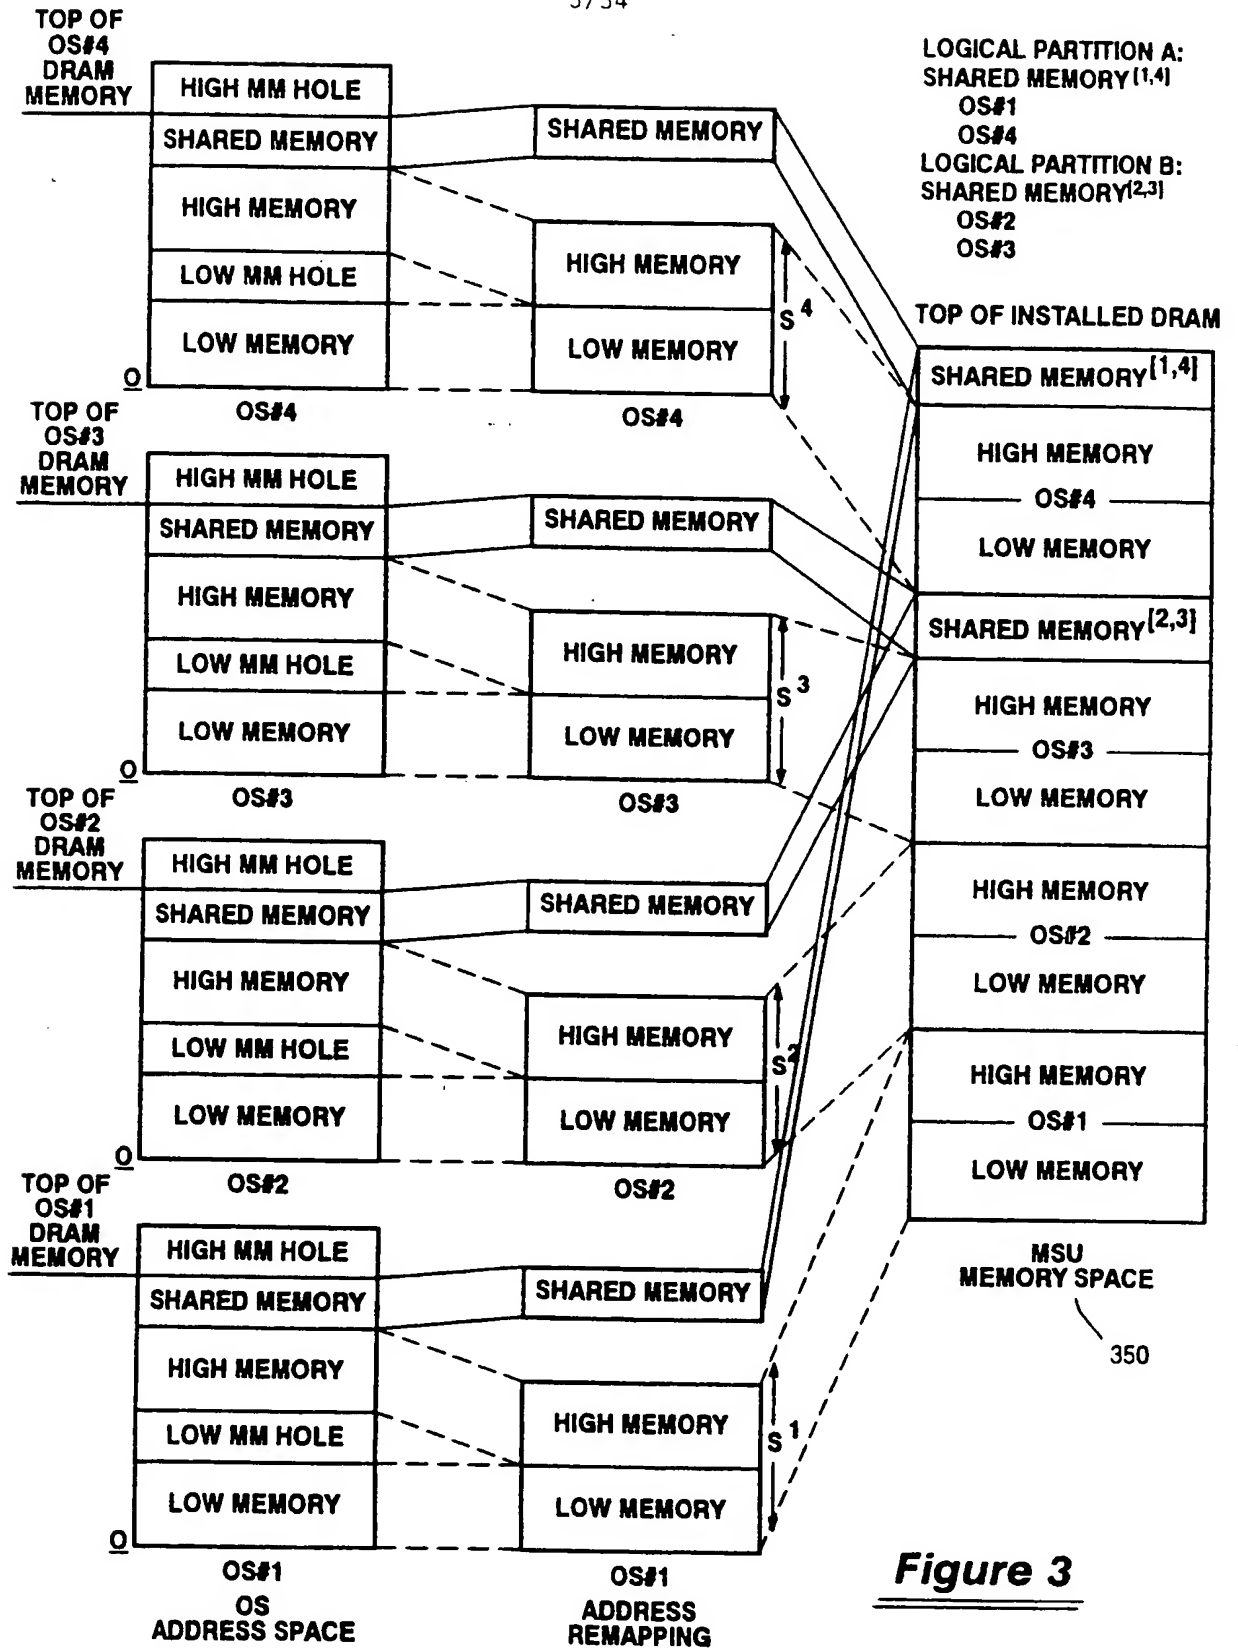 3/34
TOP OF
OS#4
DRAM
MEMORY
HIGH MM HOLE
SHARED MEMORY
HIGH MEMORY
LOW MM HOLE
LOW MEMORY
0
OS#4
SHARED MEMORY
HIGH MEMORY
LOW MEMORY
S4
OS#4
TOP OF
OS#3
DRAM
MEMORY
HIGH MM HOLE
SHARED MEMORY
HIGH MEMORY
LOW MM HOLE
LOW MEMORY
0
OS#3
SHARED MEMORY
HIGH MEMORY
LOW MEMORY
S3
OS#3
TOP OF
OS#2
DRAM
MEMORY
HIGH MM HOLE
SHARED MEMORY
HIGH MEMORY
LOW MM HOLE
LOW MEMORY
0
OS#2
SHARED MEMORY
HIGH MEMORY
LOW MEMORY
S2
OS#2
TOP OF
OS#1
DRAM
MEMORY
HIGH MM HOLE
SHARED MEMORY
HIGH MEMORY
LOW MM HOLE
LOW MEMORY
0
OS#1
OS
ADDRESS SPACE
SHARED MEMORY
HIGH MEMORY
LOW MEMORY
S1
OS#1
ADDRESS
REMAPPING
LOGICAL PARTITION A:
SHARED MEMORY[1,4]
OS#1
OS#4
LOGICAL PARTITION B:
SHARED MEMORY[2,3]
OS#2
OS#3
TOP OF INSTALLED DRAM
SHARED MEMORY[1,4]
HIGH MEMORY
OS#4
LOW MEMORY
SHARED MEMORY[2,3]
HIGH MEMORY
OS#3
LOW MEMORY
HIGH MEMORY
OS#2
LOW MEMORY
HIGH MEMORY
OS#1
LOW MEMORY
MSU
MEMORY SPACE
350
Figure 3